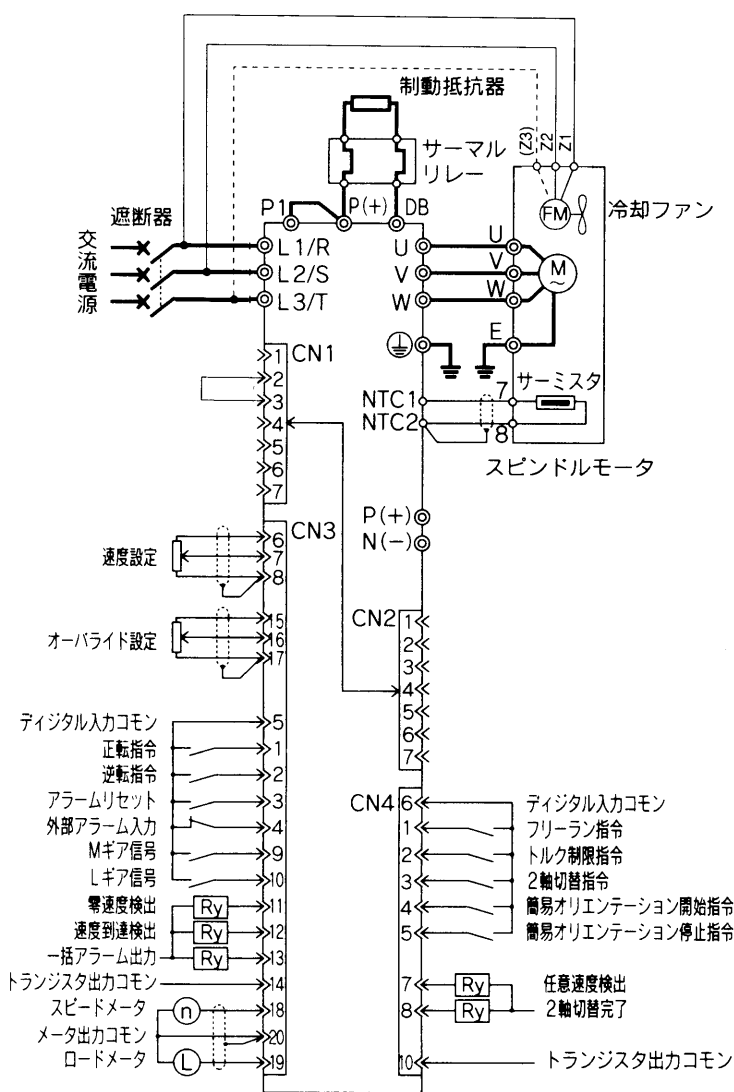 制動抵抗器
サーマル
リレー
(Z3)
Z2
Z1
遮断器
P1
P(+)
DB
FM
冷却ファン
交流電源
L1/R
L2/S
L3/T
U
V
W
U
V
W
M
~
E
CN1
1
2
3
4
5
6
7
NTC1
NTC2
7
8
サーミスタ
スピンドルモータ
P(+)
N(-)
CN3
速度設定
6
7
8
オーバライド設定
15
16
17
CN2
1
2
3
4
5
6
7
ディジタル入力コモン
5
正転指令
1
逆転指令
2
アラームリセット
3
外部アラーム入力
4
Mギア信号
9
Lギア信号
10
零速度検出
Ry
11
速度到達検出
Ry
12
一括アラーム出力
Ry
13
トランジスタ出力コモン
14
スピードメータ
n
18
メータ出力コモン
20
ロードメータ
L
19
CN4
6
ディジタル入力コモン
1
フリーラン指令
2
トルク制限指令
3
2軸切替指令
4
簡易オリエンテーション開始指令
5
簡易オリエンテーション停止指令
7
Ry
任意速度検出
8
Ry
2軸切替完了
10
トランジスタ出力コモン